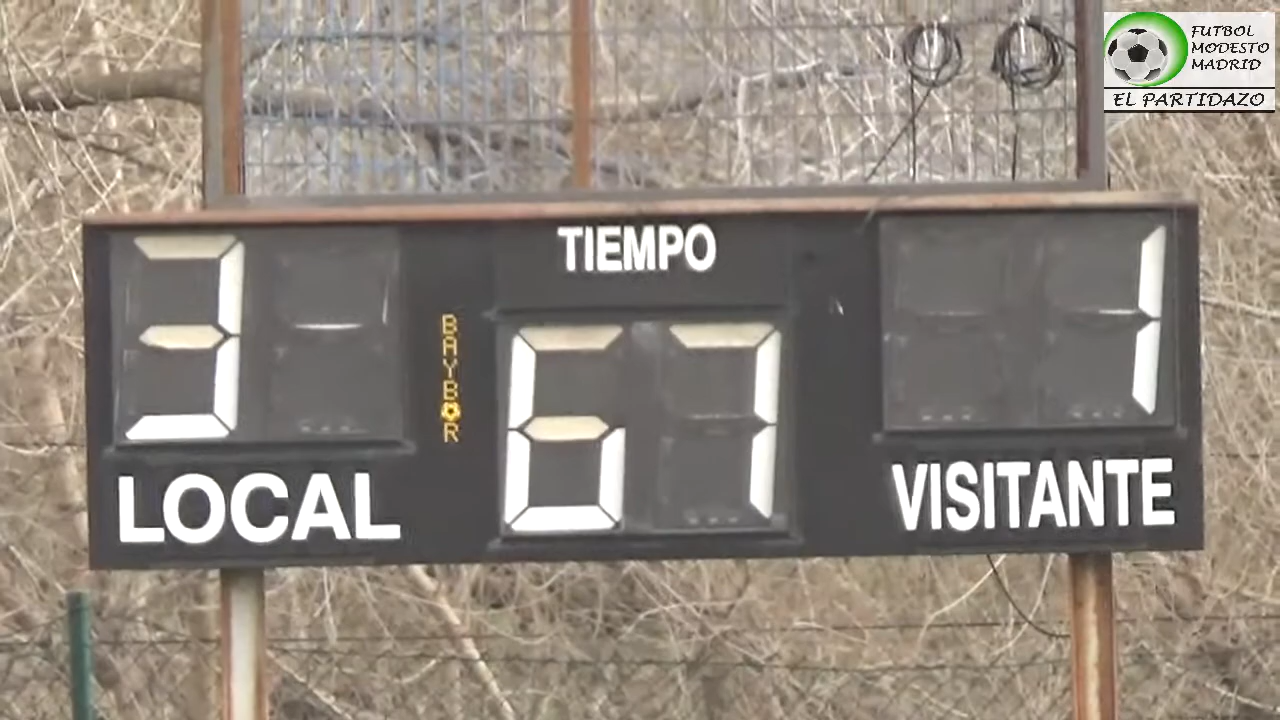 FUTBOL
MODESTO
MADRID
EL PARTIDAZO
TIEMPO
3 67 1
BAYBOR
LOCAL VISITANTE